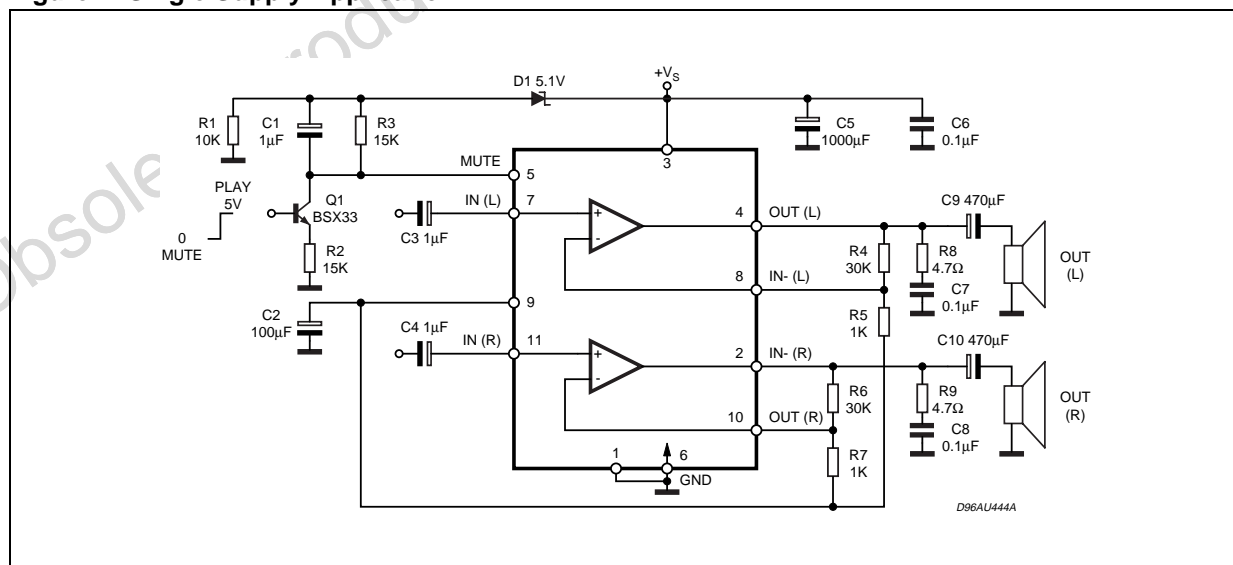 D1 5.1V
+VS
R1
10K
C1
1µF
R3
15K
C5
1000µF
C6
0.1µF
3
MUTE
5
PLAY
5V
0
MUTE
Q1
BSX33
R2
15K
IN (L)
7
C3 1µF
+
-
4
OUT (L)
C9 470µF
R4
30K
R8
4.7Ω
C7
0.1µF
OUT
(L)
8
IN- (L)
R5
1K
9
C2
100µF
C4 1µF
IN (R)
11
+
-
2
IN- (R)
C10 470µF
R6
30K
R9
4.7Ω
C8
0.1µF
OUT
(R)
10
OUT (R)
R7
1K
1
6
GND
D96AU444A